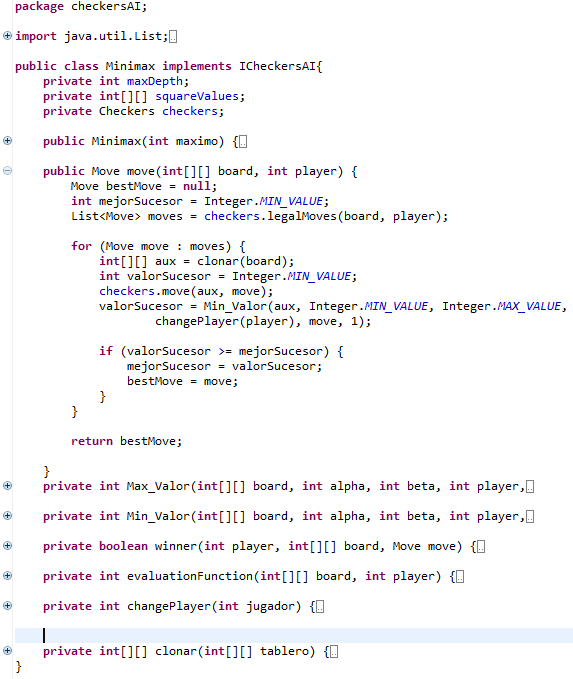 package checkersAI;
import java.util.List;
public class Minimax implements ICheckersAI{
    private int maxDepth;
    private int[][] squareValues;
    private Checkers checkers;
    public Minimax(int maximo) {
    public Move move(int[][] board, int player) {
        Move bestMove = null;
        int mejorSucesor = Integer.MIN_VALUE;
        List<Move> moves = checkers.legalMoves(board, player);
        for (Move move : moves) {
            int[][] aux = clonar(board);
            int valorSucesor = Integer.MIN_VALUE;
            checkers.move(aux, move);
            valorSucesor = Min_Valor(aux, Integer.MIN_VALUE, Integer.MAX_VALUE,
                    changePlayer(player), move, 1);
            if (valorSucesor >= mejorSucesor) {
                mejorSucesor = valorSucesor;
                bestMove = move;
            }
        }
        return bestMove;
    }
    private int Max_Valor(int[][] board, int alpha, int beta, int player,
    private int Min_Valor(int[][] board, int alpha, int beta, int player,
    private boolean winner(int player, int[][] board, Move move) {
    private int evaluationFunction(int[][] board, int player) {
    private int changePlayer(int jugador) {
    private int[][] clonar(int[][] tablero) {
}